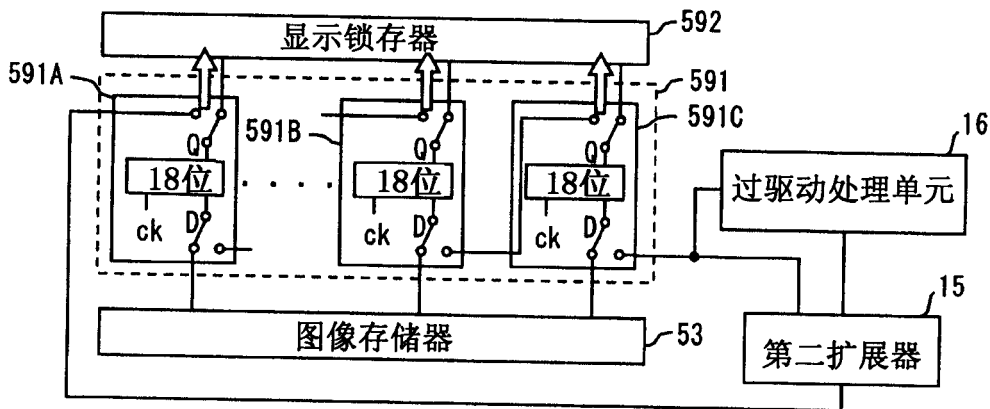 显示锁存器
592
591A
591
591B
591C
16
Q
Q
Q
18位
18位
18位
过驱动处理单元
ck
D
ck
D
ck
D
15
图像存储器
53
第二扩展器